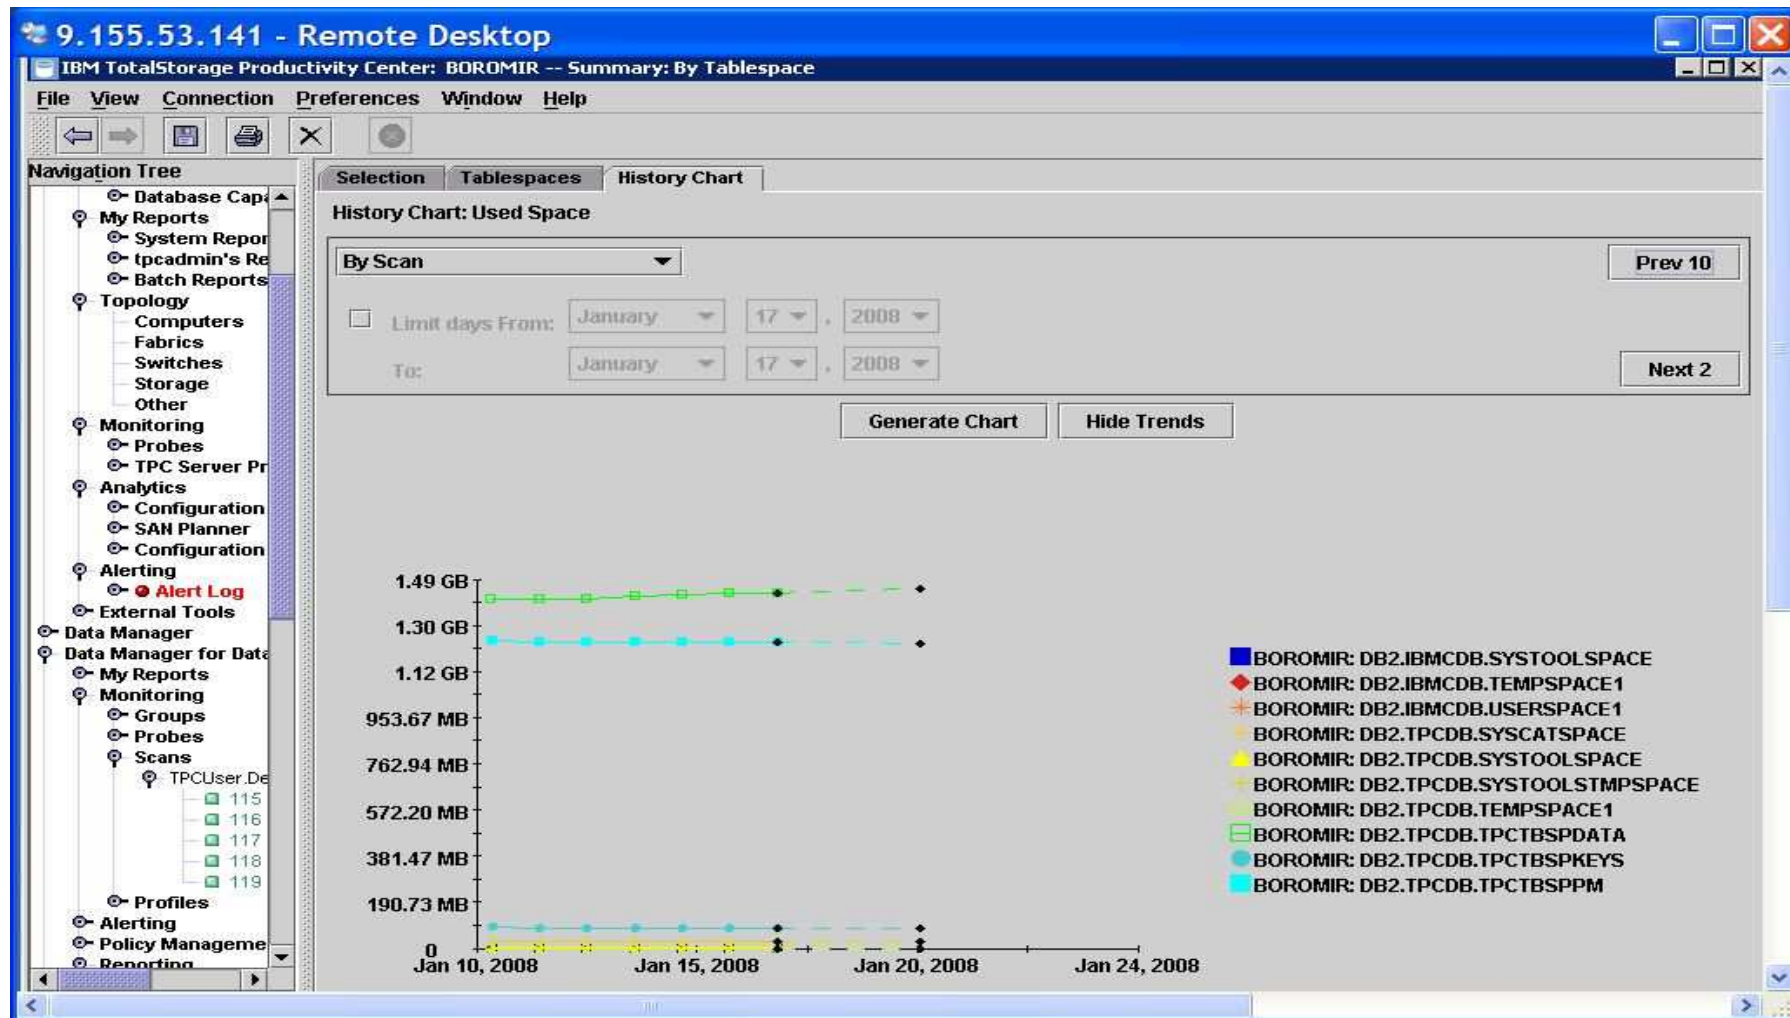 9.155.53.141 - Remote Desktop
IBM TotalStorage Productivity Center: BOROMIR -- Summary: By Tablespace
File View Connection Preferences Window Help
Navigation Tree
Database Capa
My Reports
System Repor
tpcadmin's Re
Batch Reports
Topology
Computers
Fabrics
Switches
Storage
Other
Monitoring
Probes
TPC Server Pr
Analytics
Configuration
SAN Planner
Configuration
Alerting
Alert Log
External Tools
Data Manager
Data Manager for Data
My Reports
Monitoring
Groups
Probes
Scans
TPCUser.De
115
116
117
118
119
Profiles
Alerting
Policy Manageme
Reporting
Selection Tablespaces History Chart
History Chart: Used Space
By Scan
Prev 10
Limit days From: January 17 , 2008
To: January 17 , 2008
Next 2
Generate Chart Hide Trends
1.49 GB
1.30 GB
1.12 GB
953.67 MB
762.94 MB
572.20 MB
381.47 MB
190.73 MB
0
Jan 10, 2008 Jan 15, 2008 Jan 20, 2008 Jan 24, 2008
BOROMIR: DB2.IBMCDB.SYSTOOLSPACE
BOROMIR: DB2.IBMCDB.TEMPSPACE1
BOROMIR: DB2.IBMCDB.USERSPACE1
BOROMIR: DB2.TPCDB.SYSCATSPACE
BOROMIR: DB2.TPCDB.SYSTOOLSPACE
BOROMIR: DB2.TPCDB.SYSTOOLSTMPSPACE
BOROMIR: DB2.TPCDB.TEMPSPACE1
BOROMIR: DB2.TPCDB.TPCTBSPDATA
BOROMIR: DB2.TPCDB.TPCTBSPKEYS
BOROMIR: DB2.TPCDB.TPCTBSPPM